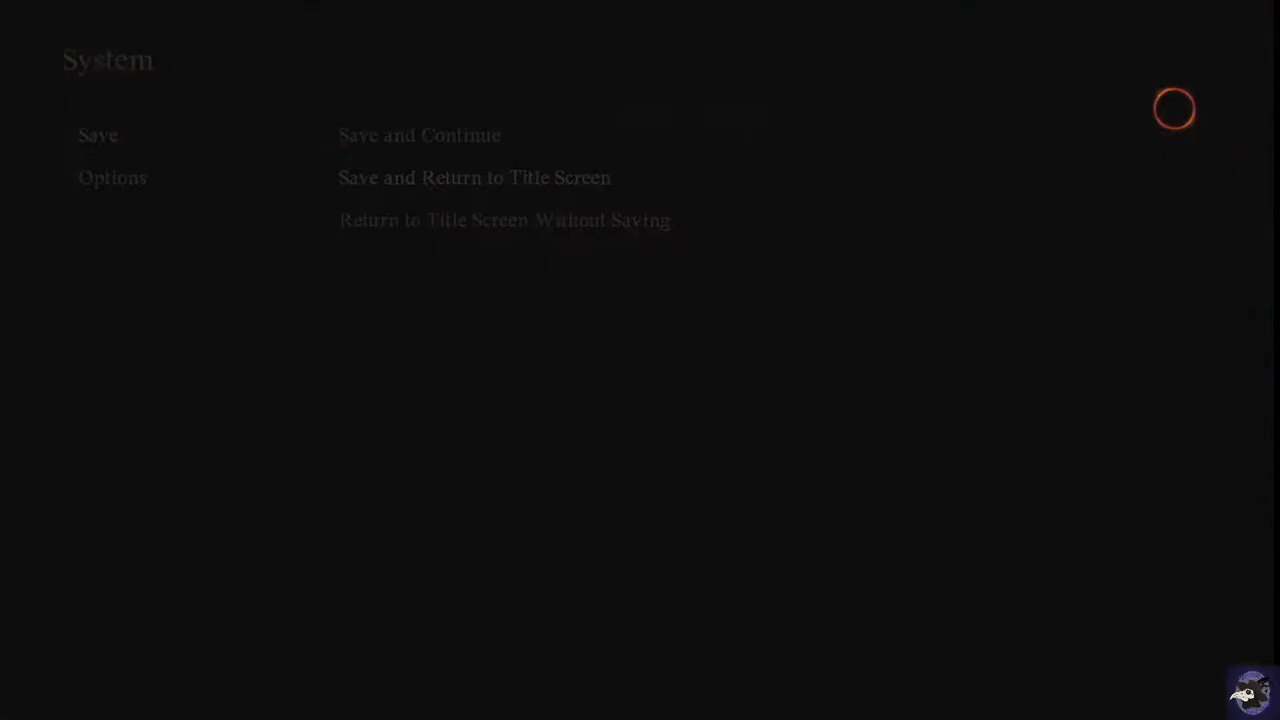 System
Save
Save and Continue
Options
Save and Return to Title Screen
Return to Title Screen Without Saving